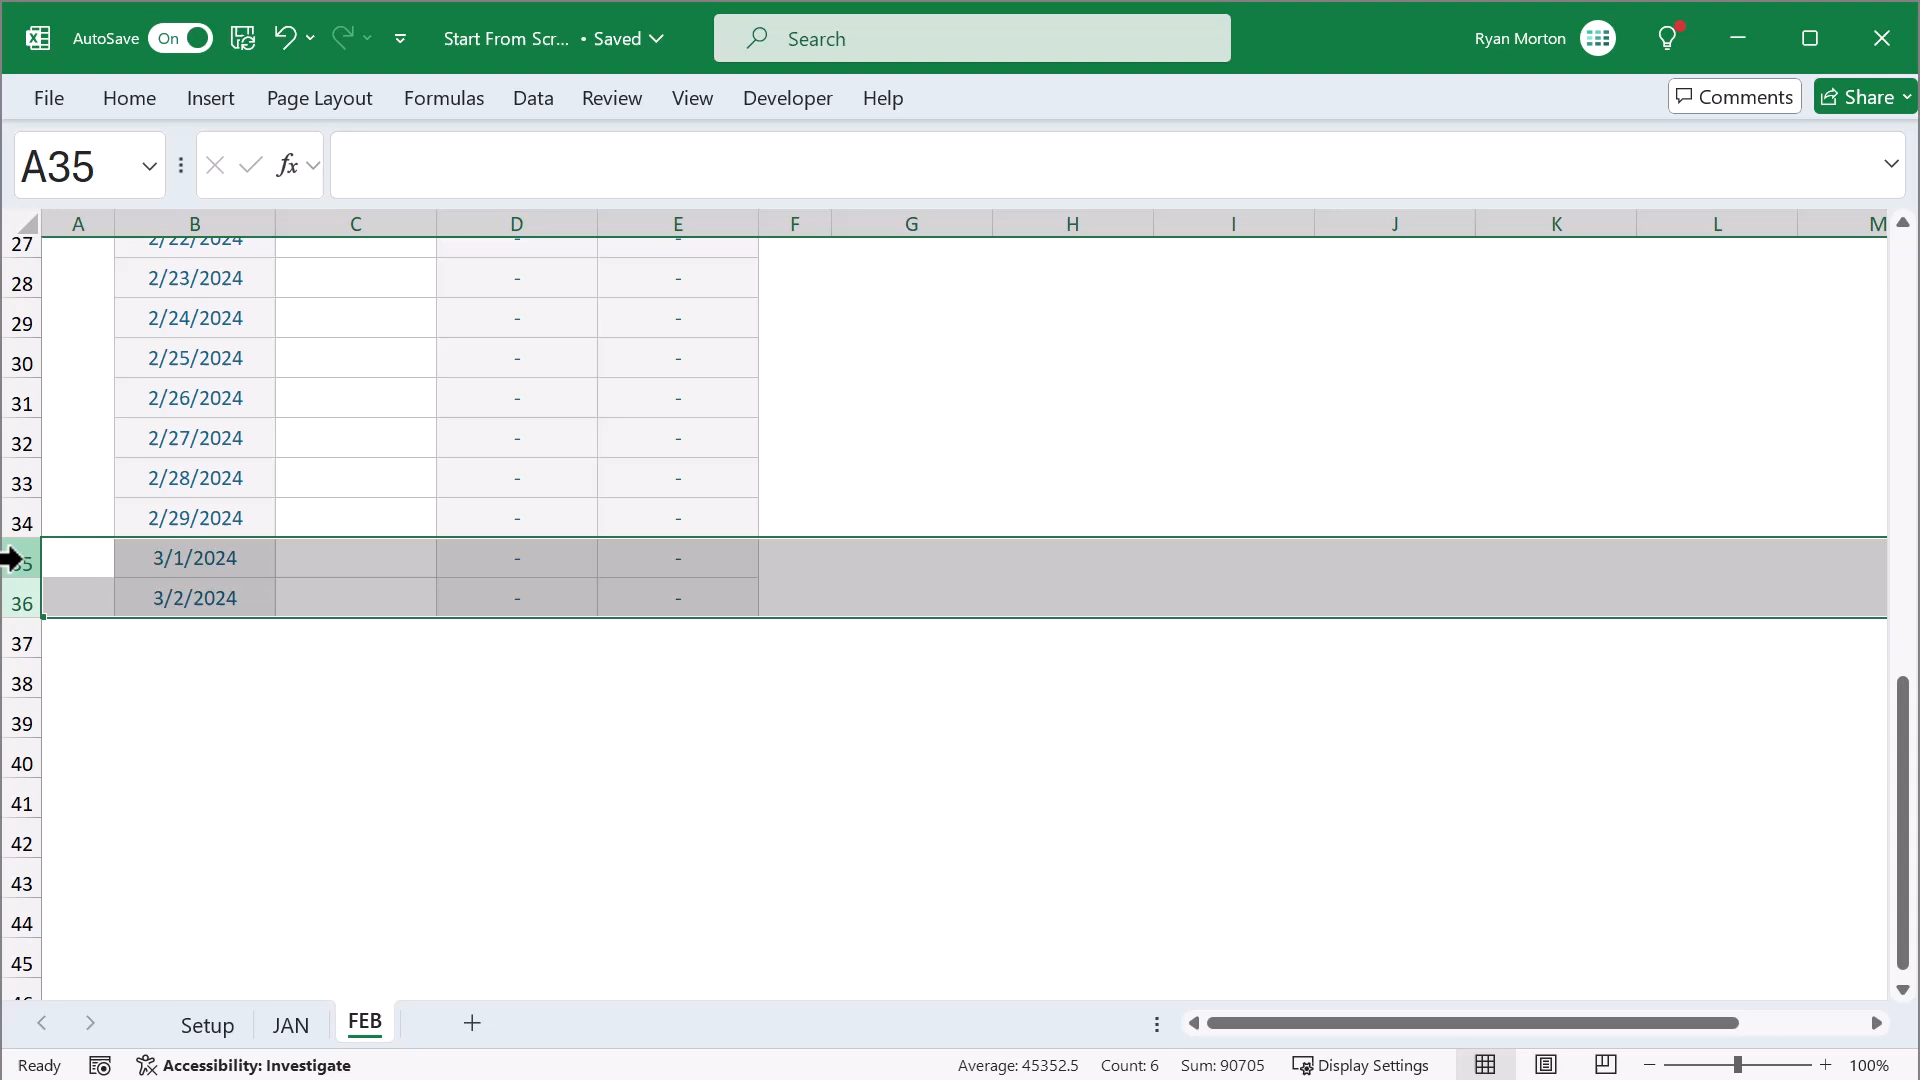 AutoSave On Start From Scr... • Saved Search Ryan Morton
File Home Insert Page Layout Formulas Data Review View Developer Help Comments Share
A35 fx
A B C D E F G H I J K L M
27 2/22/2024 - -
28 2/23/2024 - -
29 2/24/2024 - -
30 2/25/2024 - -
31 2/26/2024 - -
32 2/27/2024 - -
33 2/28/2024 - -
34 2/29/2024 - -
35 3/1/2024 - -
36 3/2/2024 - -
37
38
39
40
41
42
43
44
45
Setup JAN FEB
Ready Accessibility: Investigate Average: 45352.5 Count: 6 Sum: 90705 Display Settings 100%